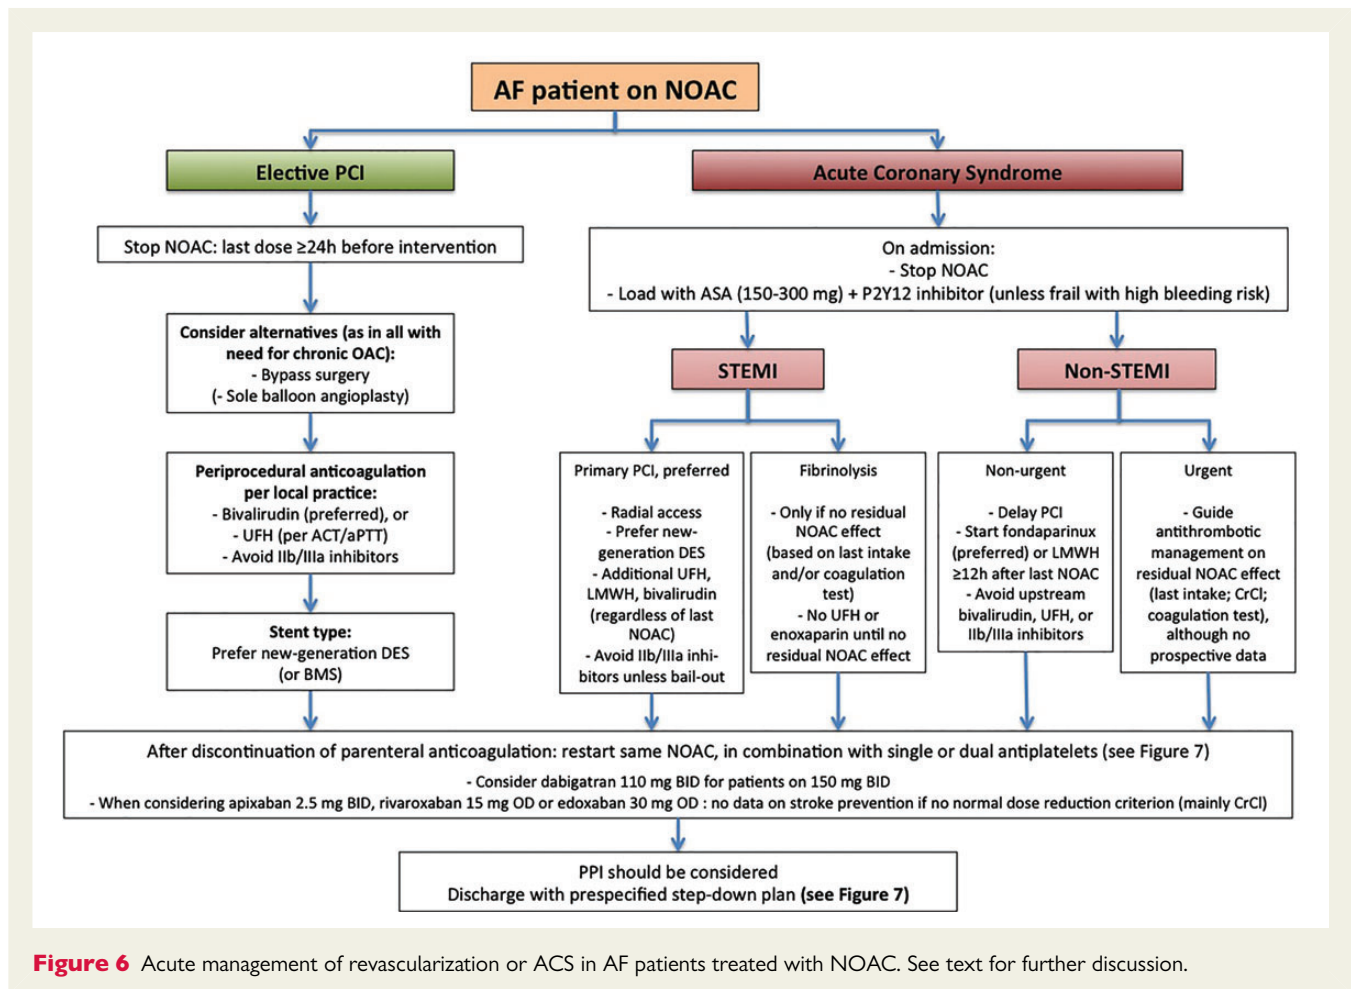 AF patient on NOAC
Elective PCI
Stop NOAC: last dose ≥24h before intervention
Consider alternatives (as in all with
need for chronic OAC):
- Bypass surgery
(- Sole balloon angioplasty)
Periprocedural anticoagulation
per local practice:
- Bivalirudin (preferred), or
- UFH (per ACT/aPTT)
- Avoid IIb/IIIa inhibitors
Stent type:
Prefer new-generation DES
(or BMS)
Acute Coronary Syndrome
On admission:
- Stop NOAC
- Load with ASA (150-300 mg) + P2Y12 inhibitor (unless frail with high bleeding risk)
STEMI
Primary PCI, preferred
- Radial access
- Prefer new-
generation DES
- Additional UFH,
LMWH, bivalirudin
(regardless of last
NOAC)
- Avoid IIb/IIIa inhi-
bitors unless bail-out
Fibrinolysis
- Only if no residual
NOAC effect
(based on last intake
and/or coagulation
test)
- No UFH or
enoxaparin until no
residual NOAC effect
Non-STEMI
Non-urgent
- Delay PCI
- Start fondaparinux
(preferred) or LMWH
≥12h after last NOAC
- Avoid upstream
bivalirudin, UFH, or
IIb/IIIa inhibitors
Urgent
- Guide
antithrombotic
management on
residual NOAC effect
(last intake; CrCl;
coagulation test),
although no
prospective data
After discontinuation of parenteral anticoagulation: restart same NOAC, in combination with single or dual antiplatelets (see Figure 7)
- Consider dabigatran 110 mg BID for patients on 150 mg BID
- When considering apixaban 2.5 mg BID, rivaroxaban 15 mg OD or edoxaban 30 mg OD : no data on stroke prevention if no normal dose reduction criterion (mainly CrCl)
PPI should be considered
Discharge with prespecified step-down plan (see Figure 7)
Figure 6 Acute management of revascularization or ACS in AF patients treated with NOAC. See text for further discussion.